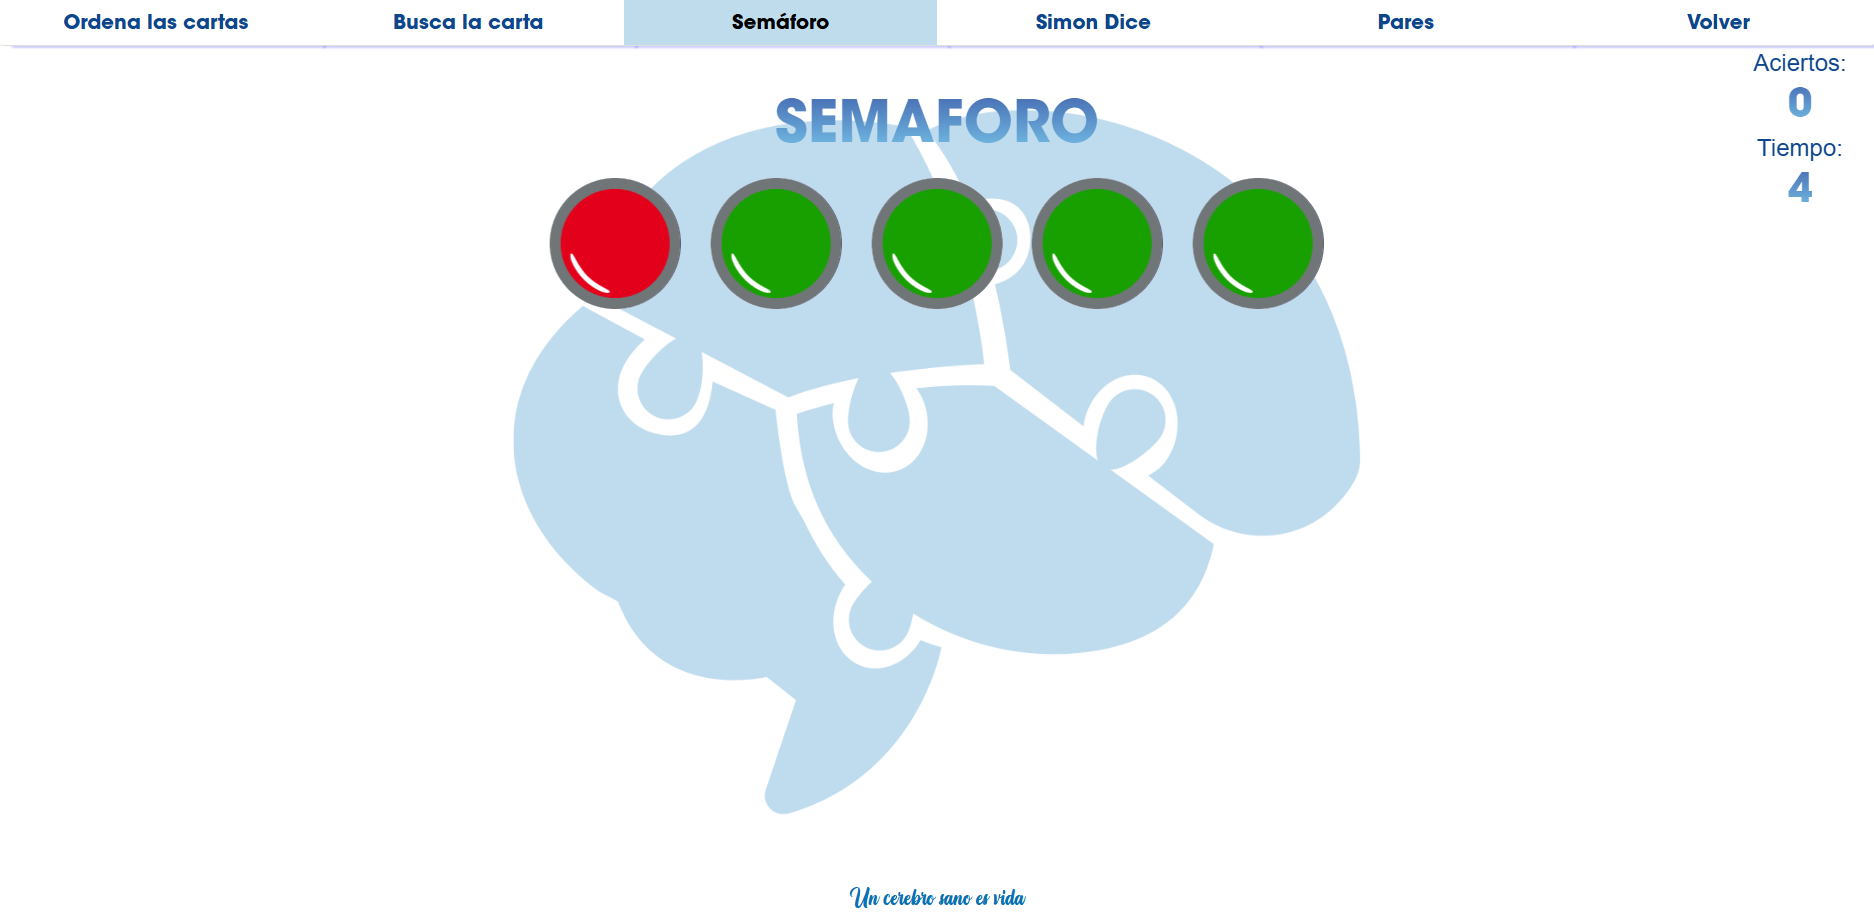 Ordena las cartas
Busca la carta
Semáforo
Simon Dice
Pares
Volver
Aciertos:
0
Tiempo:
4
SEMAFORO
Un cerebro sano es vida